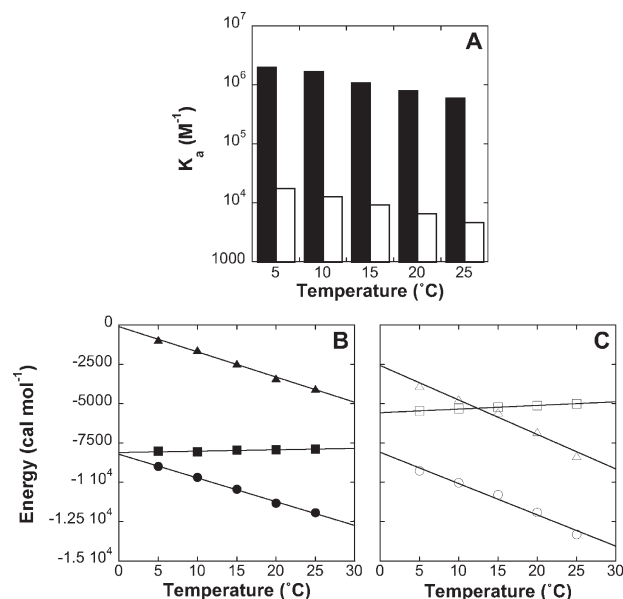 A
10^7
10^6
10^5
10^4
1000
K_a (M^-1)
5 10 15 20 25
Temperature (˚C)
B
C
0
-2500
-5000
-7500
-1 10^4
-1.25 10^4
-1.5 10^4
Energy (cal mol^-1)
0 5 10 15 20 25 30
0 5 10 15 20 25 30
Temperature (˚C)
Temperature (˚C)